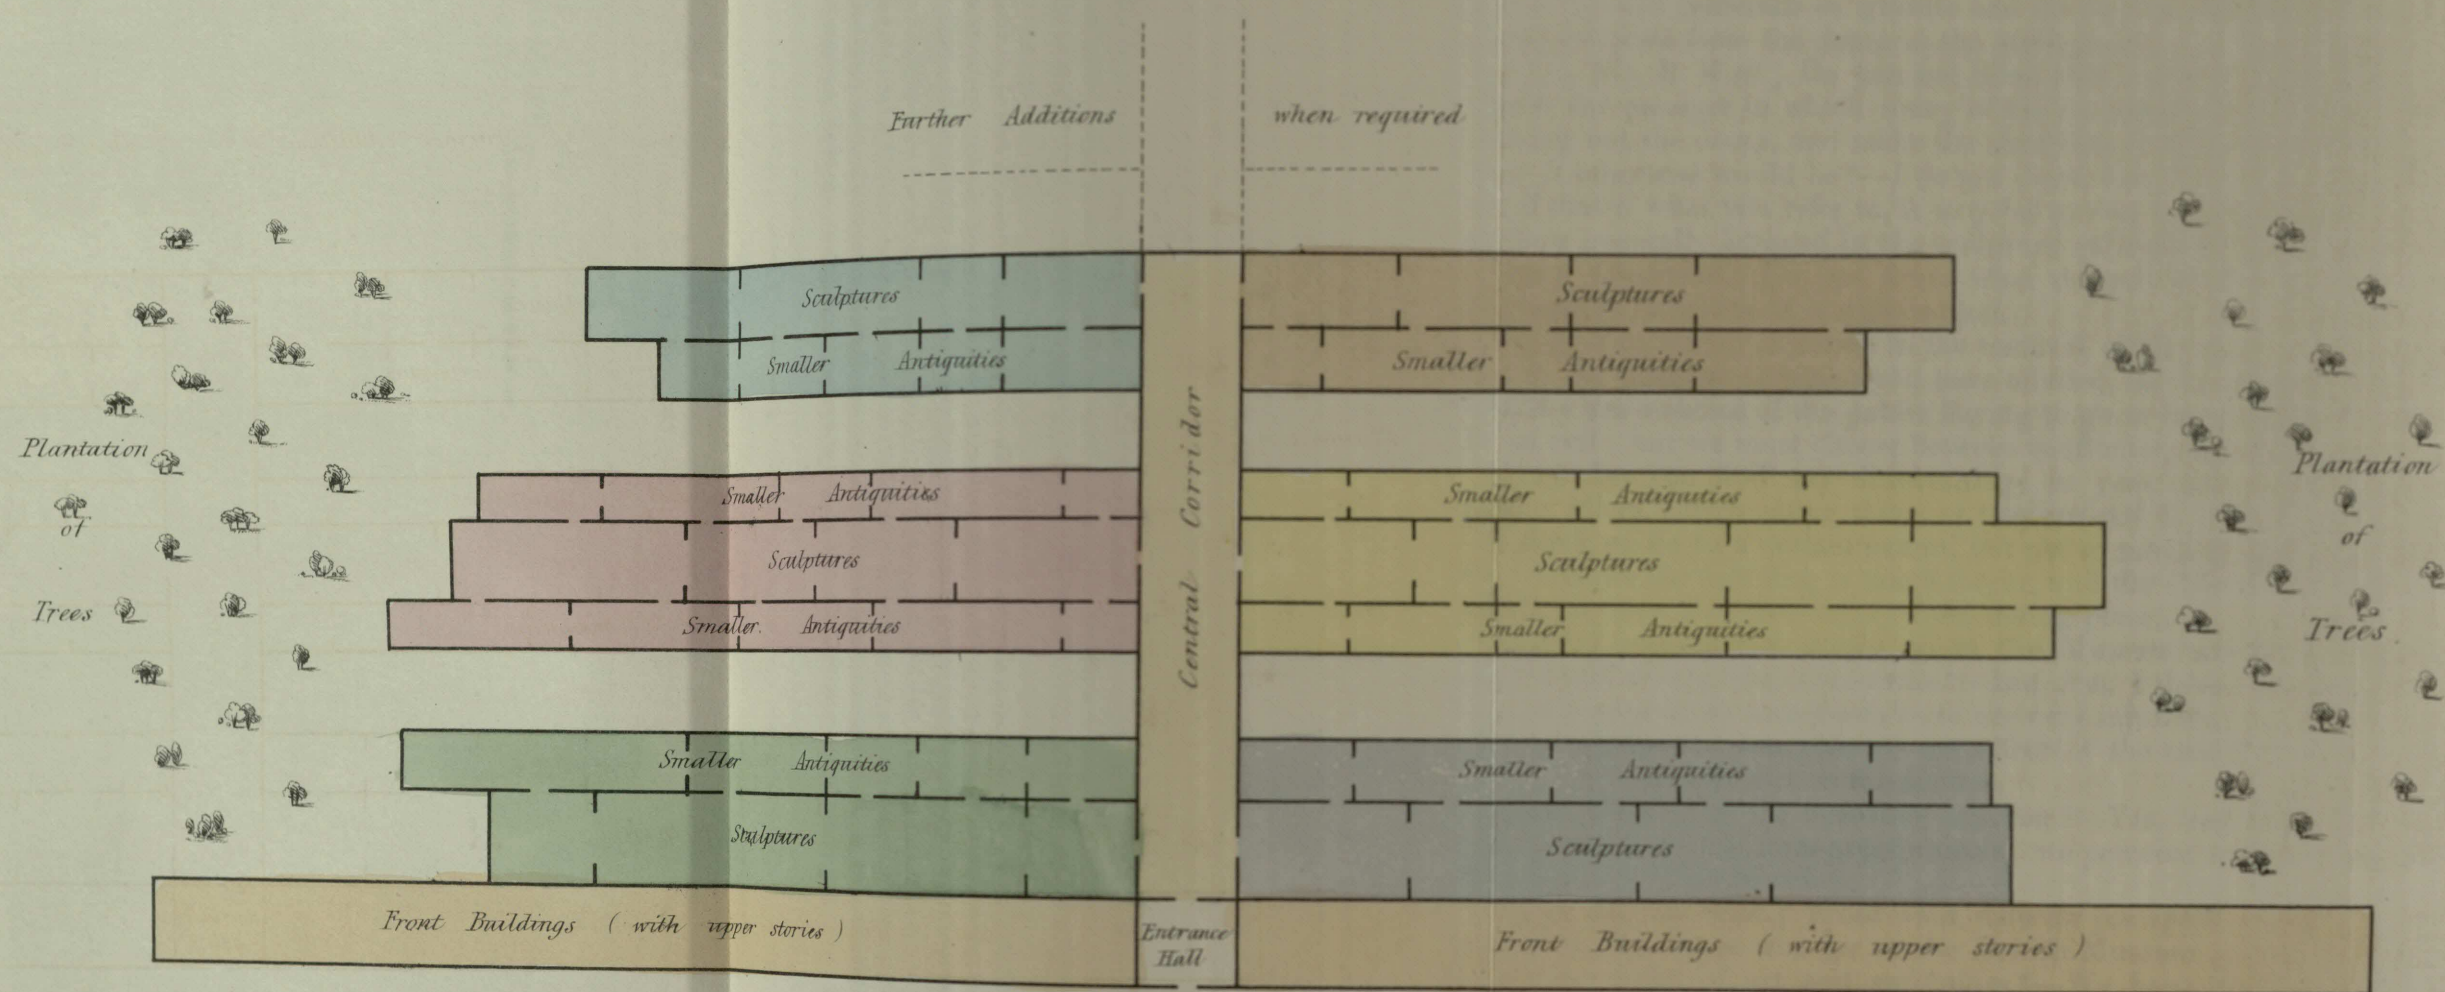 Further Additions when required
Sculptures
Smaller Antiquities
Sculptures
Smaller Antiquities
Central Corridor
Smaller Antiquities
Sculptures
Smaller. Antiquities
Smaller Antiquities
Sculptures
Smaller Antiquities
Smaller Antiquities
Sculptures
Smaller Antiquities
Sculptures
Plantation
of
Trees
Plantation
of
Trees
Front Buildings ( with upper stories )
Entrance
Hall
Front Buildings ( with upper stories )